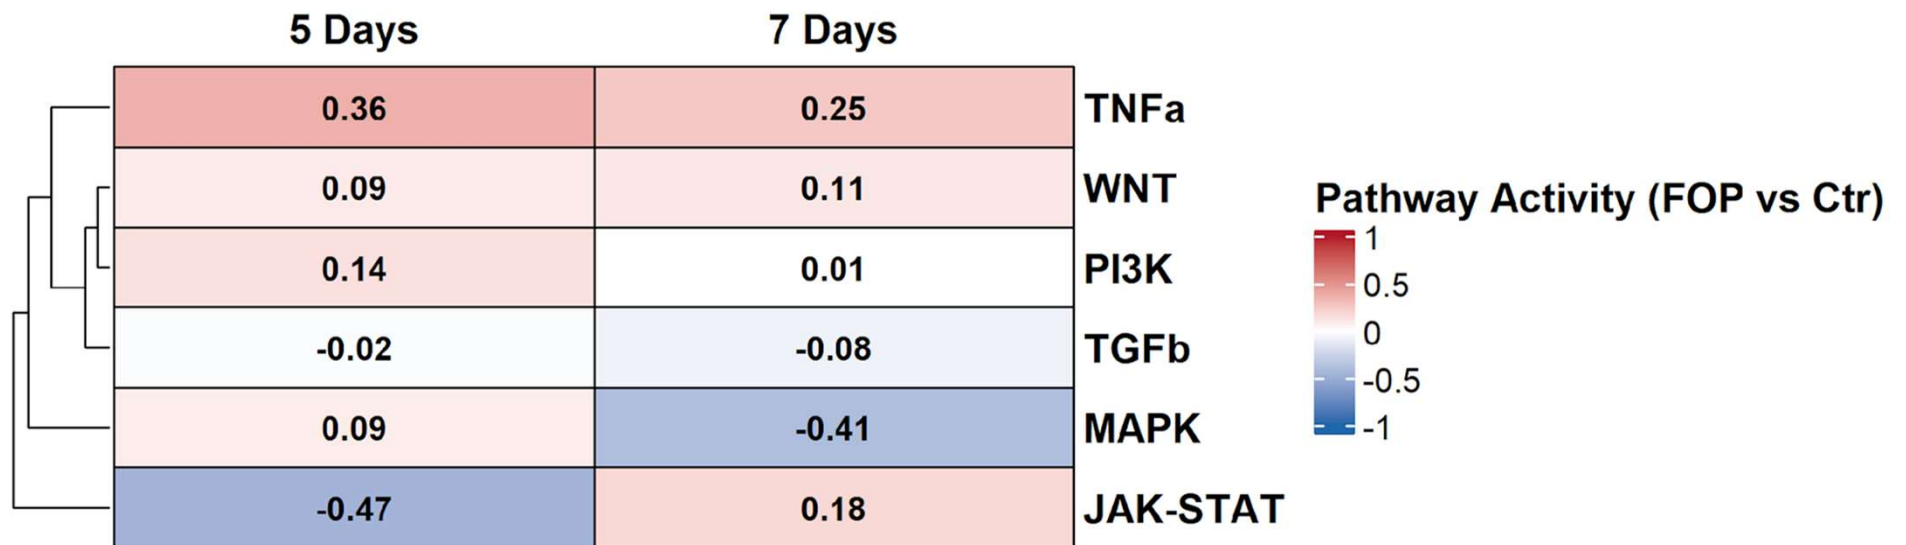 5 Days 7 Days
0.36 0.25 TNFa
0.09 0.11 WNT
0.14 0.01 PI3K
-0.02 -0.08 TGFb
0.09 -0.41 MAPK
-0.47 0.18 JAK-STAT
Pathway Activity (FOP vs Ctr)
1
0.5
0
-0.5
-1